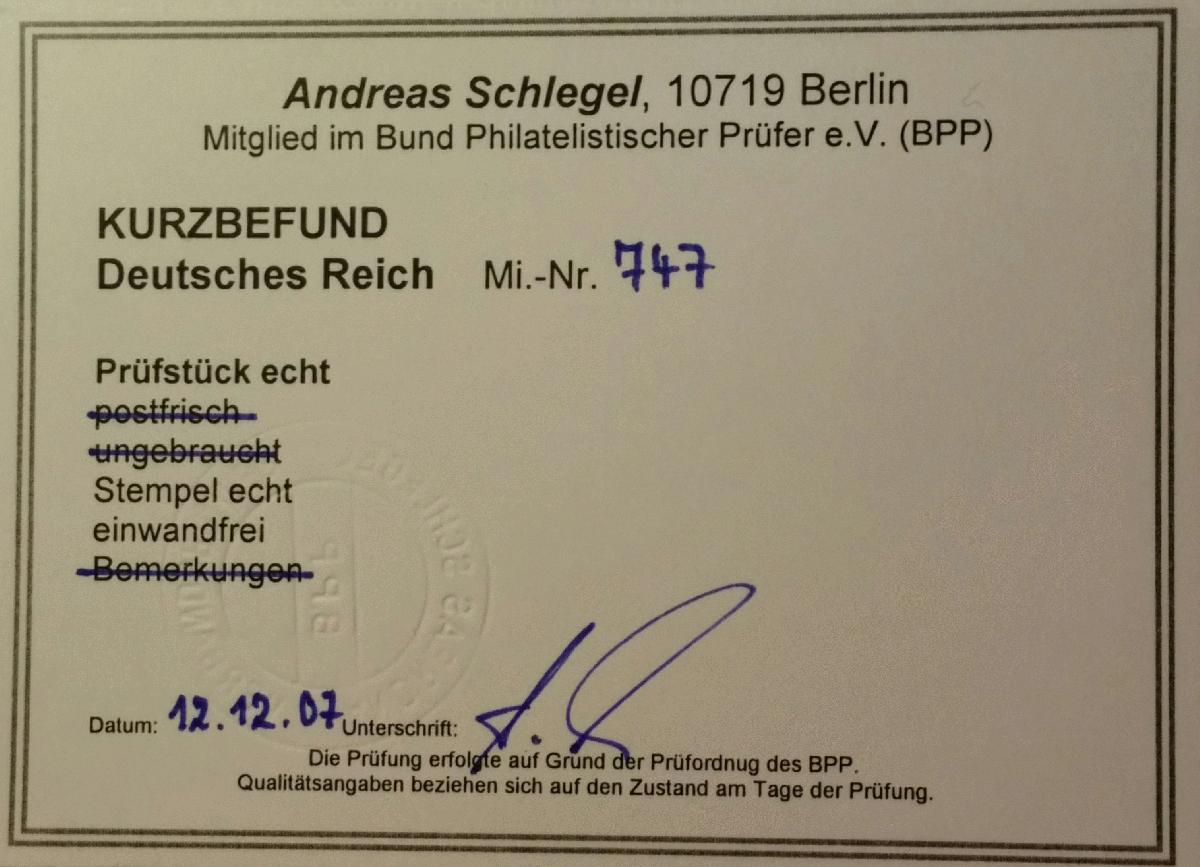 Andreas Schlegel, 10719 Berlin
Mitglied im Bund Philatelistischer Prüfer e.V. (BPP)
KURZBEFUND
Deutsches Reich Mi.-Nr. 747
Prüfstück echt
postfrisch
ungebraucht
Stempel echt
einwandfrei
Bemerkungen
Datum: 12.12.07 Unterschrift:
Die Prüfung erfolgte auf Grund der Prüfordnug des BPP.
Qualitätsangaben beziehen sich auf den Zustand am Tage der Prüfung.
BPP